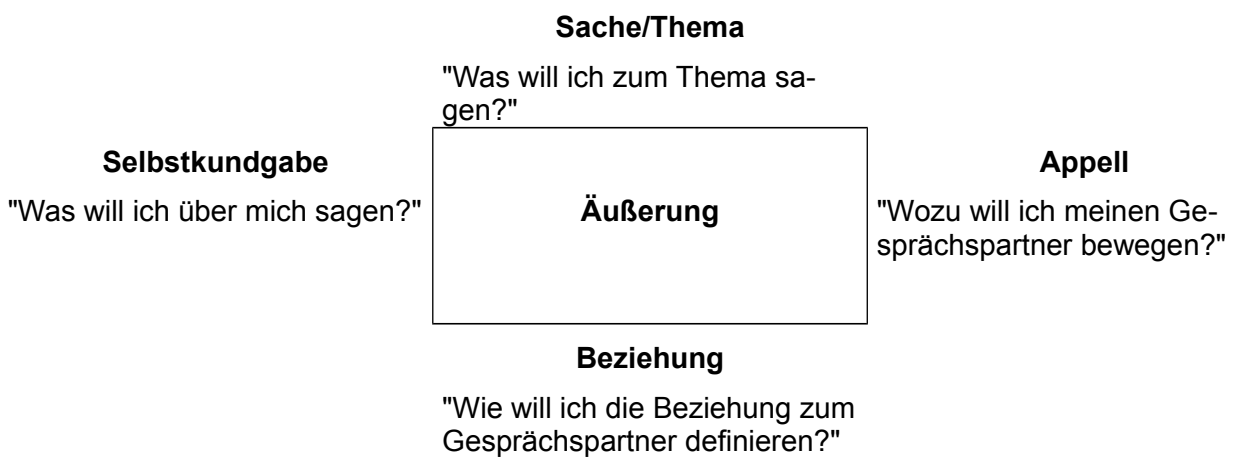 Sache/Thema
"Was will ich zum Thema sa-
gen?"
Selbstkundgabe
"Was will ich über mich sagen?"
Äußerung
Appell
"Wozu will ich meinen Ge-
sprächspartner bewegen?"
Beziehung
"Wie will ich die Beziehung zum
Gesprächspartner definieren?"